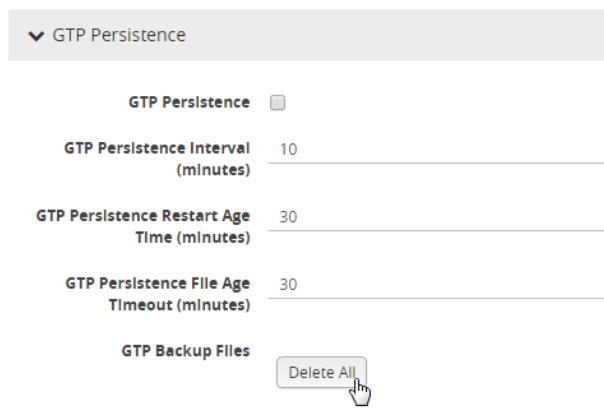 GTP Persistence
GTP Persistence
GTP Persistence Interval
(minutes)
10
GTP Persistence Restart Age
Time (minutes)
30
GTP Persistence File Age
Timeout (minutes)
30
GTP Backup Files
Delete All